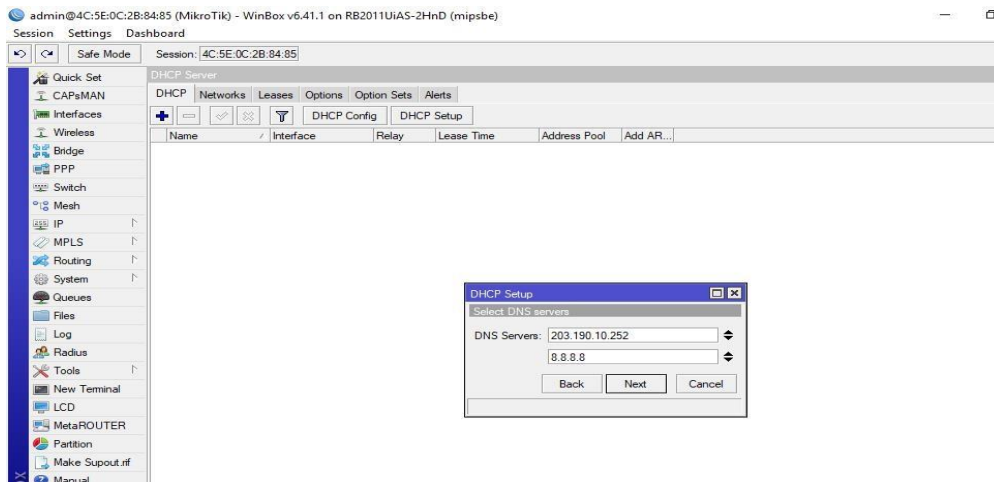 admin@4C:5E:0C:2B:84:85 (MikroTik) - WinBox v6.41.1 on RB2011UiAS-2HnD (mipsbe)
Session Settings Dashboard
Safe Mode Session: 4C:5E:0C:2B:84:85
Quick Set
CAPsMAN
Interfaces
Wireless
Bridge
PPP
Switch
Mesh
IP
MPLS
Routing
System
Queues
Files
Log
Radius
Tools
New Terminal
LCD
MetaROUTER
Partition
Make Supout.rif
Manual
DHCP Server
DHCP Networks Leases Options Option Sets Alerts
DHCP Config DHCP Setup
Name Interface Relay Lease Time Address Pool Add AR...
DHCP Setup
Select DNS servers
DNS Servers: 203.190.10.252
8.8.8.8
Back Next Cancel